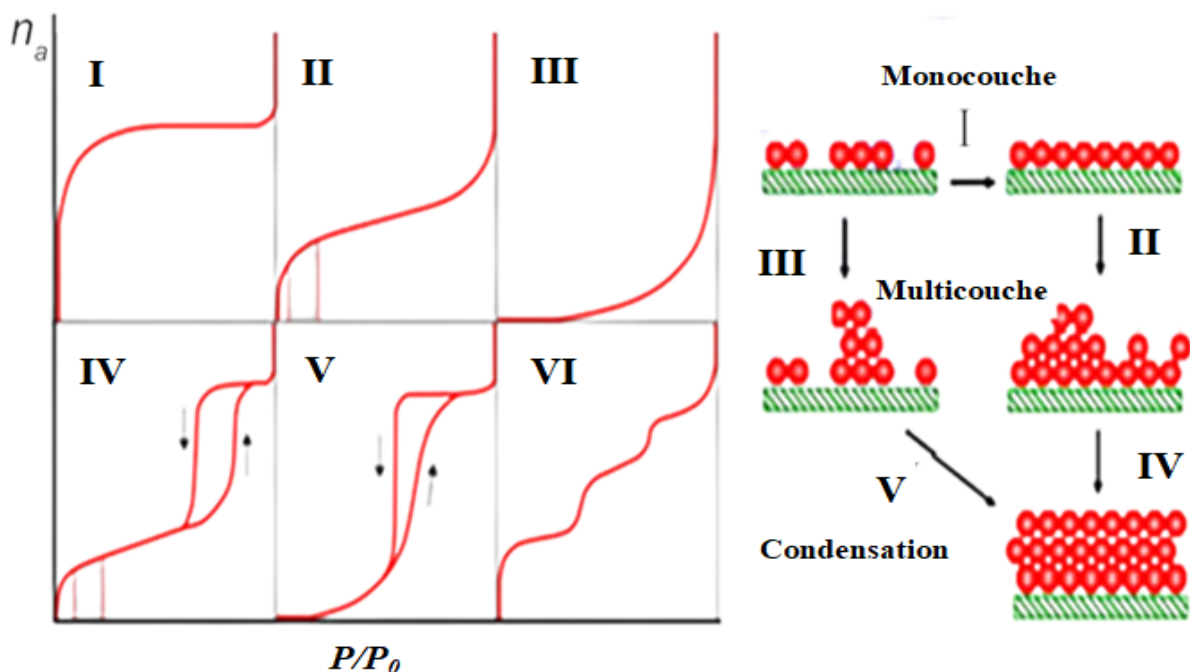 n_a
I
II
III
IV
V
VI
P/P₀
Monocouche
I
III
II
Multicouche
V
IV
Condensation